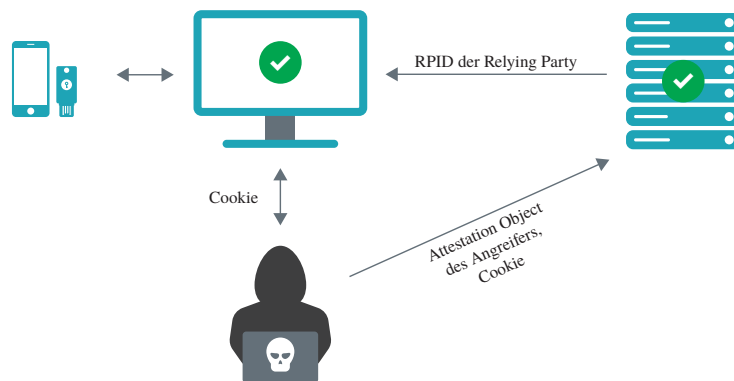 RPID der Relying Party
Cookie
Attestation Object
des Angreifers,
Cookie